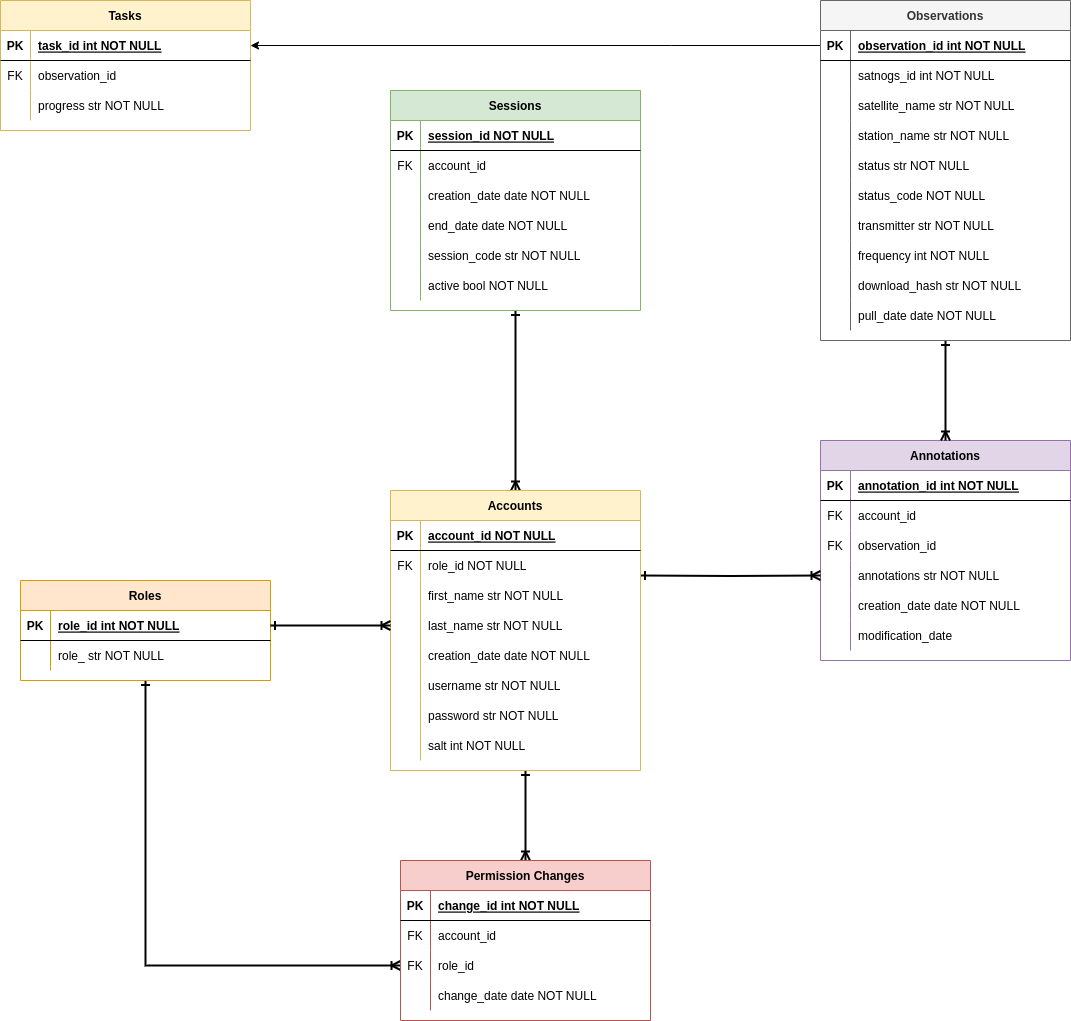 Tasks
PK task_id int NOT NULL
FK observation_id
progress str NOT NULL
Observations
PK observation_id int NOT NULL
satnogs_id int NOT NULL
satellite_name str NOT NULL
station_name str NOT NULL
status str NOT NULL
status_code NOT NULL
transmitter str NOT NULL
frequency int NOT NULL
download_hash str NOT NULL
pull_date date NOT NULL
Sessions
PK session_id NOT NULL
FK account_id
creation_date date NOT NULL
end_date date NOT NULL
session_code str NOT NULL
active bool NOT NULL
Annotations
PK annotation_id int NOT NULL
FK account_id
FK observation_id
annotations str NOT NULL
creation_date date NOT NULL
modification_date
Accounts
PK account_id NOT NULL
FK role_id NOT NULL
first_name str NOT NULL
last_name str NOT NULL
creation_date date NOT NULL
username str NOT NULL
password str NOT NULL
salt int NOT NULL
Roles
PK role_id int NOT NULL
role_ str NOT NULL
Permission Changes
PK change_id int NOT NULL
FK account_id
FK role_id
change_date date NOT NULL